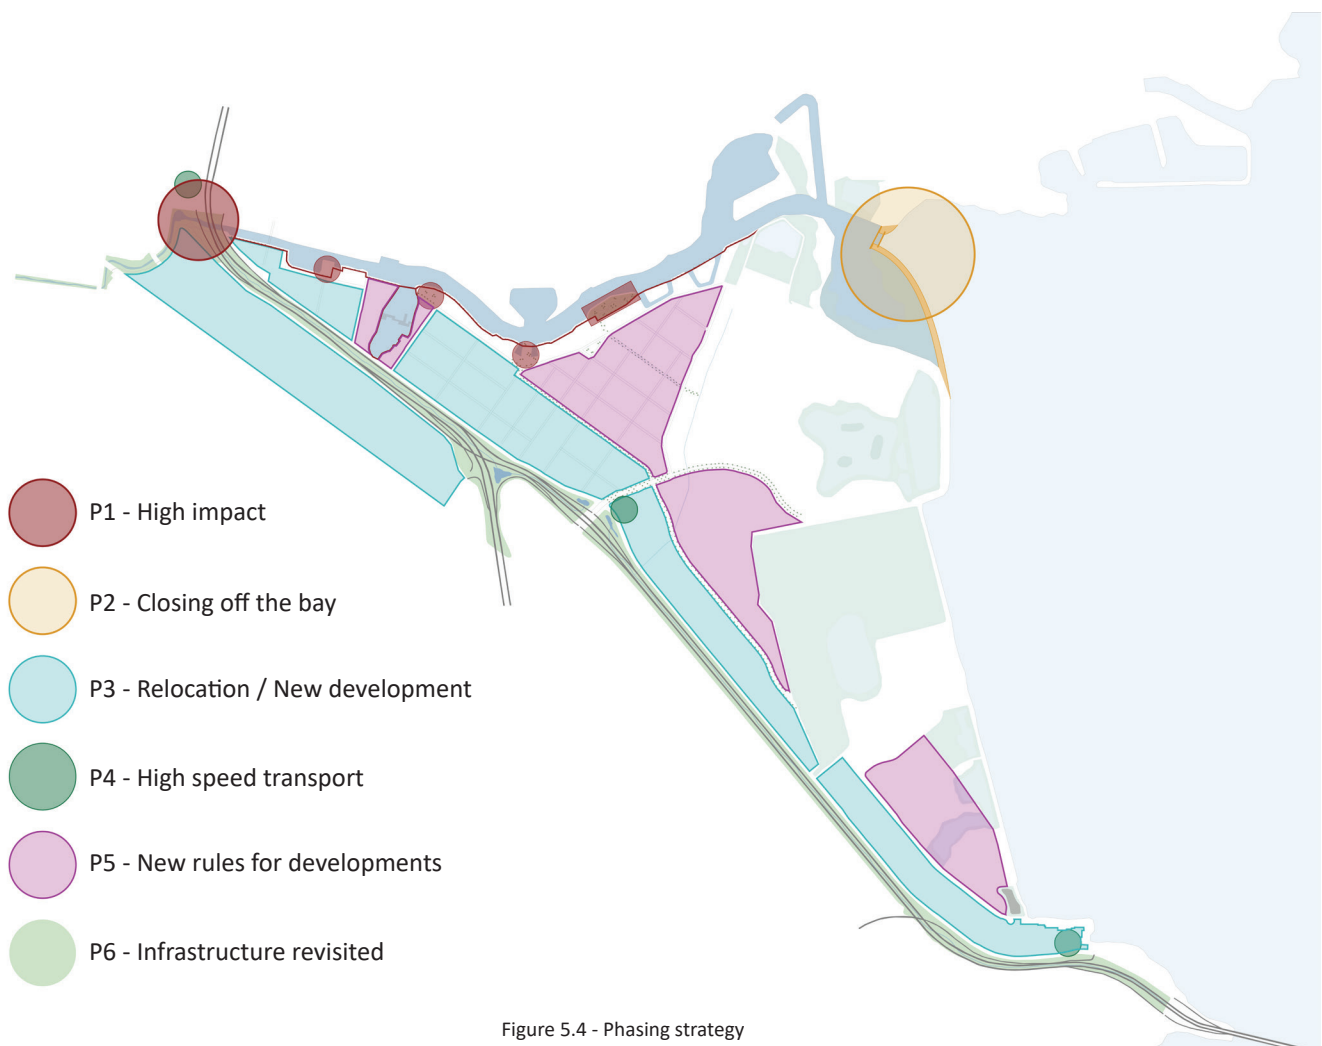 P1 - High impact
P2 - Closing off the bay
P3 - Relocation / New development
P4 - High speed transport
P5 - New rules for developments
P6 - Infrastructure revisited
Figure 5.4 - Phasing strategy